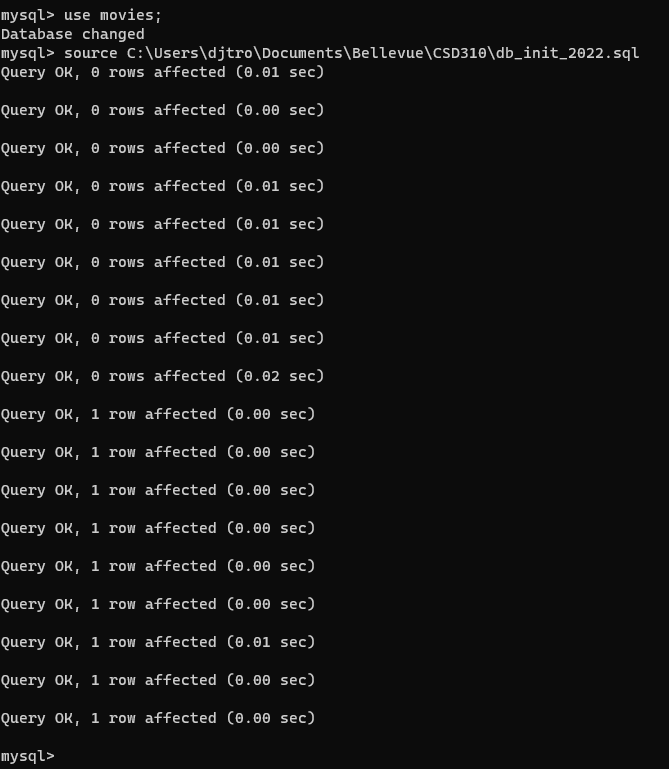 mysql> use movies;
Database changed
mysql> source C:\Users\djtro\Documents\Bellevue\CSD310\db_init_2022.sql
Query OK, 0 rows affected (0.01 sec)
Query OK, 0 rows affected (0.00 sec)
Query OK, 0 rows affected (0.00 sec)
Query OK, 0 rows affected (0.01 sec)
Query OK, 0 rows affected (0.01 sec)
Query OK, 0 rows affected (0.01 sec)
Query OK, 0 rows affected (0.01 sec)
Query OK, 0 rows affected (0.01 sec)
Query OK, 0 rows affected (0.02 sec)
Query OK, 1 row affected (0.00 sec)
Query OK, 1 row affected (0.00 sec)
Query OK, 1 row affected (0.00 sec)
Query OK, 1 row affected (0.00 sec)
Query OK, 1 row affected (0.00 sec)
Query OK, 1 row affected (0.00 sec)
Query OK, 1 row affected (0.01 sec)
Query OK, 1 row affected (0.00 sec)
Query OK, 1 row affected (0.00 sec)
mysql>